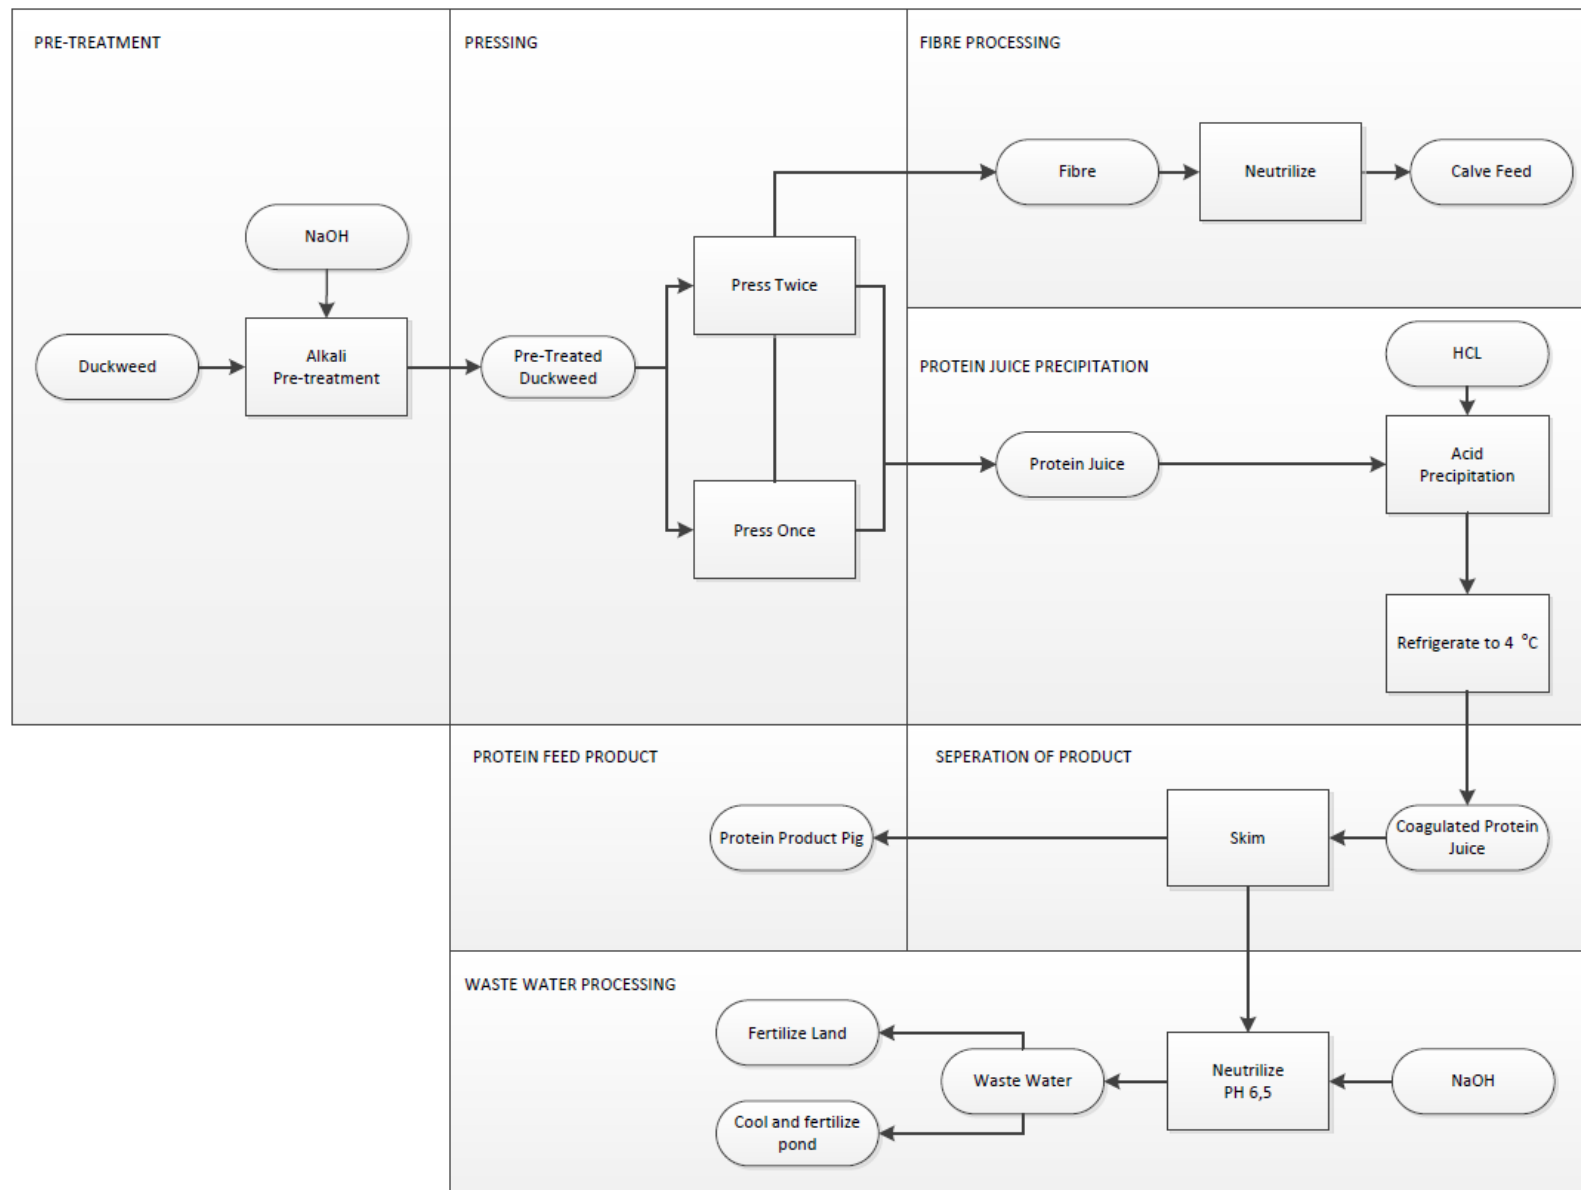 PRE-TREATMENT
NaOH
Duckweed
Alkali
Pre-treatment
PRESSING
Pre-Treated
Duckweed
Press Twice
Press Once
FIBRE PROCESSING
Fibre
Neutrilize
Calve Feed
PROTEIN JUICE PRECIPITATION
HCL
Protein Juice
Acid
Precipitation
Refrigerate to 4 °C
PROTEIN FEED PRODUCT
Protein Product Pig
SEPERATION OF PRODUCT
Skim
Coagulated Protein
Juice
WASTE WATER PROCESSING
Fertilize Land
Cool and fertilize
pond
Waste Water
Neutrilize
PH 6,5
NaOH